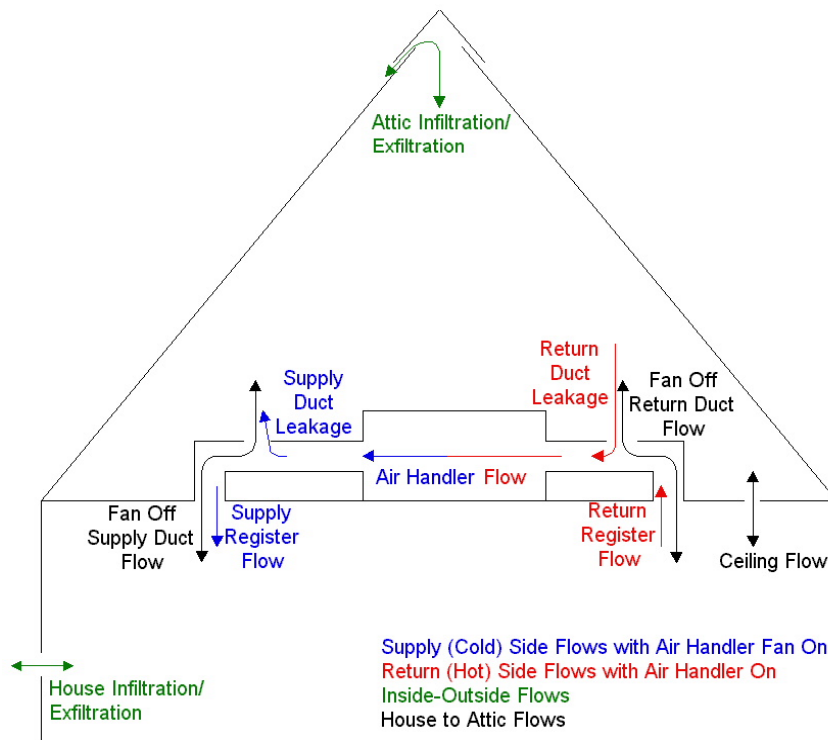 Attic Infiltration/
Exfiltration
Supply
Duct
Leakage
Return
Duct
Leakage
Fan Off
Return Duct
Flow
Air Handler Flow
Fan Off
Supply Duct
Flow
Supply
Register
Flow
Return
Register
Flow
Ceiling Flow
House Infiltration/
Exfiltration
Supply (Cold) Side Flows with Air Handler Fan On
Return (Hot) Side Flows with Air Handler On
Inside-Outside Flows
House to Attic Flows